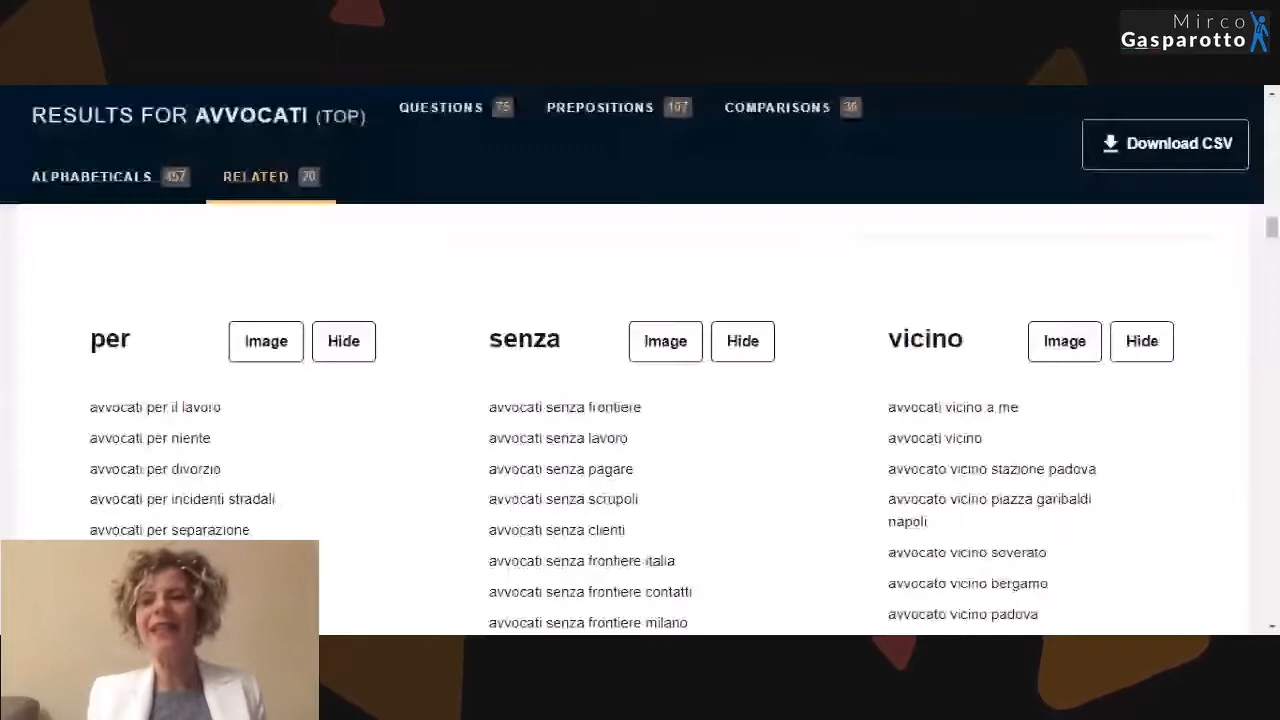 Mirco
Gasparotto
RESULTS FOR AVVOCATI (TOP)
QUESTIONS 75
PREPOSITIONS 107
COMPARISONS 36
Download CSV
ALPHABETICALS 457
RELATED 20
per
Image
Hide
avvocati per il lavoro
avvocati per niente
avvocati per divorzio
avvocati per incidenti stradali
avvocati per separazione
senza
Image
Hide
avvocati senza frontiere
avvocati senza lavoro
avvocati senza pagare
avvocati senza scrupoli
avvocati senza clienti
avvocati senza frontiere italia
avvocati senza frontiere contatti
avvocati senza frontiere milano
vicino
Image
Hide
avvocati vicino a me
avvocati vicino
avvocato vicino stazione padova
avvocato vicino piazza garibaldi
napoli
avvocato vicino soverato
avvocato vicino bergamo
avvocato vicino padova